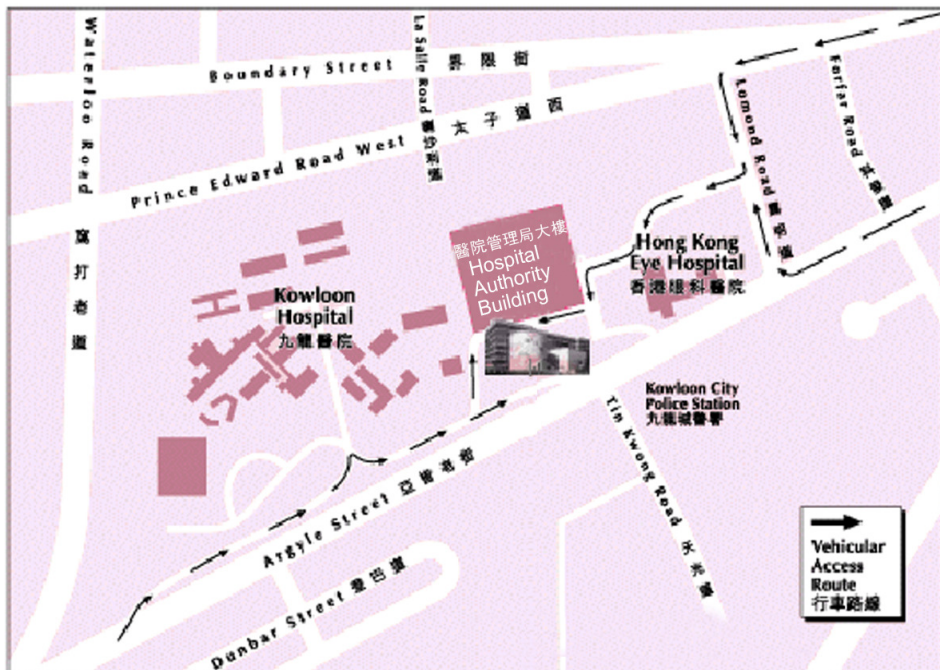 Waterloo Road 窩打老道
La Salle Road 喇沙利道
Boundary Street 界限街
Prince Edward Road West 太子道西
Lomond Road 露明道
Forfar Road 科發道
醫院管理局大樓
Hospital
Authority
Building
Hong Kong
Eye Hospital
香港眼科醫院
Kowloon
Hospital
九龍醫院
Kowloon City
Police Station
九龍城警署
Tin Kwong Road 天光道
Argyle Street 亞皆老街
Dunbar Street 登巴街
Vehicular
Access
Route
行車路線